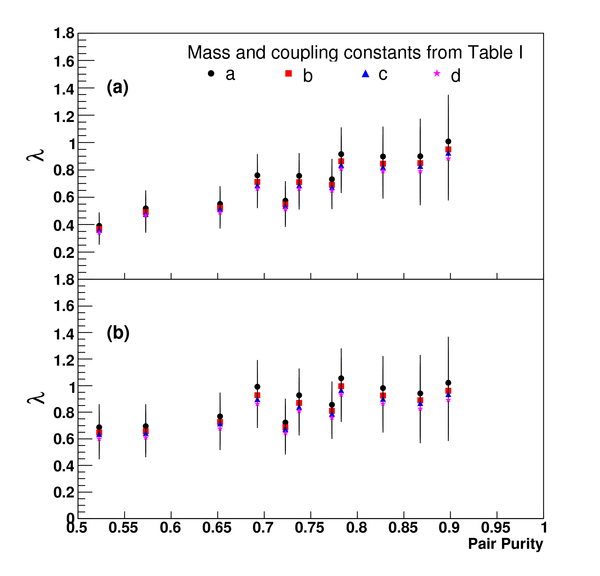 1.8
Mass and coupling constants from Table I
1.6
a b c d
(a)
1.4
1.2
1
λ
0.8
0.6
0.4
0.2
1.8
1.6
(b)
1.4
1.2
1
λ
0.8
0.6
0.4
0.2
0
0.5 0.55 0.6 0.65 0.7 0.75 0.8 0.85 0.9 0.95 1
Pair Purity